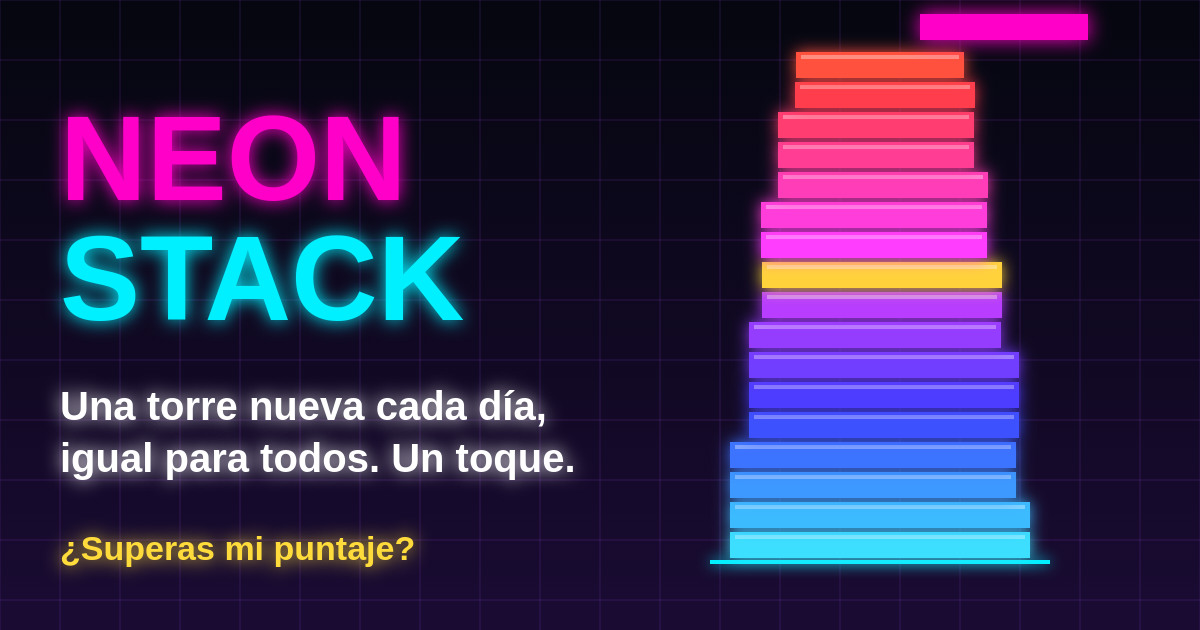 NEON
STACK
Una torre nueva cada día,
igual para todos. Un toque.
¿Superas mi puntaje?